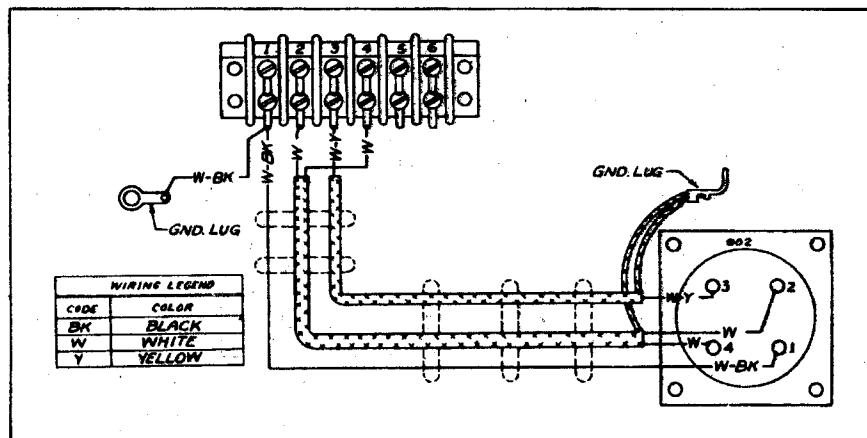 1 2 3 4 5 6
W-BK
W
W-Y
W
W-BK
GND. LUG
GND. LUG
902
3
2
W-Y
W
W
4
1
W-BK
WIRING LEGEND
CODE COLOR
BK BLACK
W WHITE
Y YELLOW